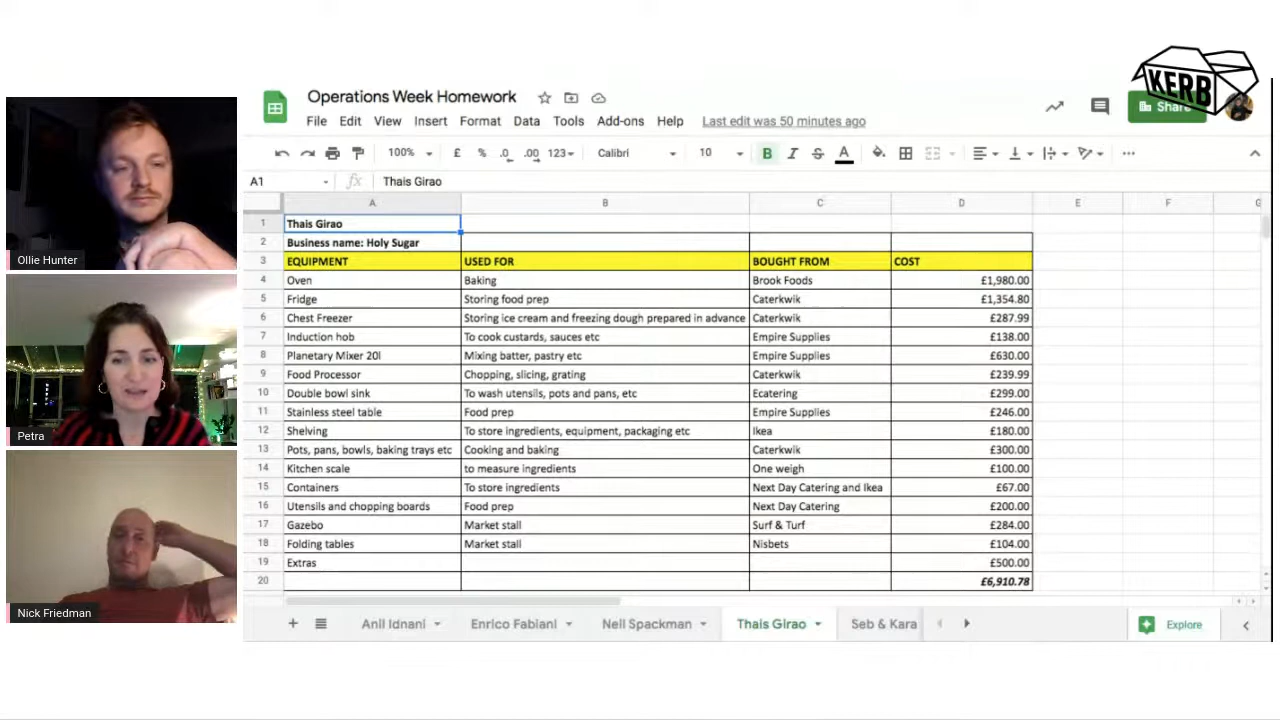 KERB
Operations Week Homework
Share
File Edit View Insert Format Data Tools Add-ons Help Last edit was 50 minutes ago
100% £ % .0 .00 123 Calibri 10 B I S A
A1 fx Thais Girao
A B C D E F G
1 Thais Girao
2 Business name: Holy Sugar
3 EQUIPMENT USED FOR BOUGHT FROM COST
4 Oven Baking Brook Foods £1,980.00
5 Fridge Storing food prep Caterkwik £1,354.80
6 Chest Freezer Storing ice cream and freezing dough prepared in advance Caterkwik £287.99
7 Induction hob To cook custards, sauces etc Empire Supplies £138.00
8 Planetary Mixer 20l Mixing batter, pastry etc Empire Supplies £630.00
9 Food Processor Chopping, slicing, grating Caterkwik £239.99
10 Double bowl sink To wash utensils, pots and pans, etc Ecatering £299.00
11 Stainless steel table Food prep Empire Supplies £246.00
12 Shelving To store ingredients, equipment, packaging etc Ikea £180.00
13 Pots, pans, bowls, baking trays etc Cooking and baking Caterkwik £300.00
14 Kitchen scale to measure ingredients One weigh £100.00
15 Containers To store ingredients Next Day Catering and Ikea £67.00
16 Utensils and chopping boards Food prep Next Day Catering £200.00
17 Gazebo Market stall Surf & Turf £284.00
18 Folding tables Market stall Nisbets £104.00
19 Extras £500.00
20 £6,910.78
Anil Idnani Enrico Fabiani Neil Spackman Thais Girao Seb & Kara Explore
Ollie Hunter
Petra
Nick Friedman